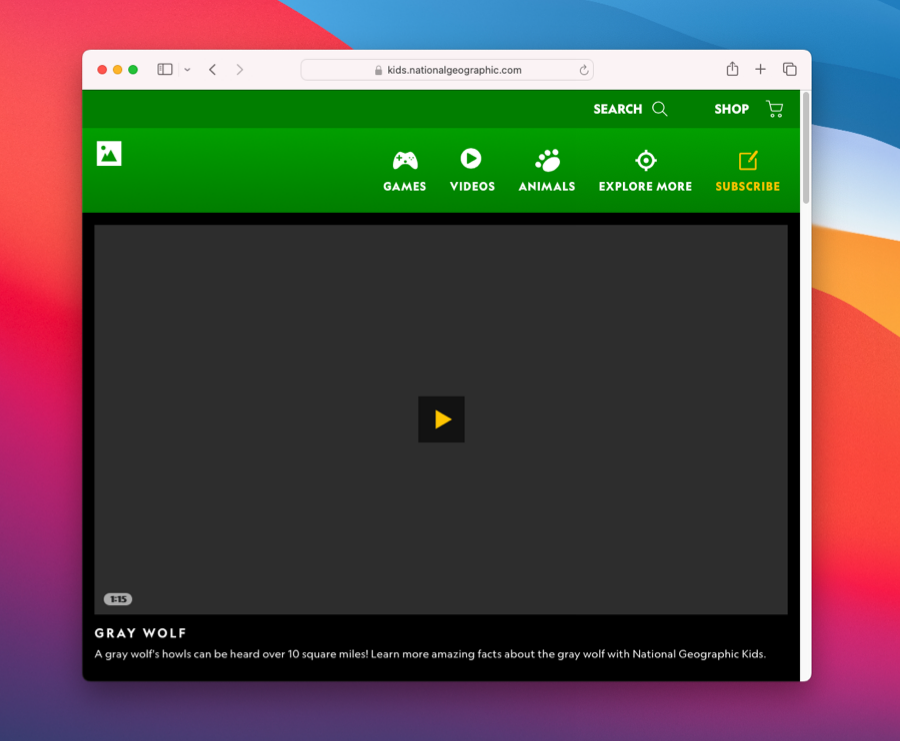 kids.nationalgeographic.com
SEARCH SHOP
GAMES VIDEOS ANIMALS EXPLORE MORE SUBSCRIBE
1:15
GRAY WOLF
A gray wolf's howls can be heard over 10 square miles! Learn more amazing facts about the gray wolf with National Geographic Kids.